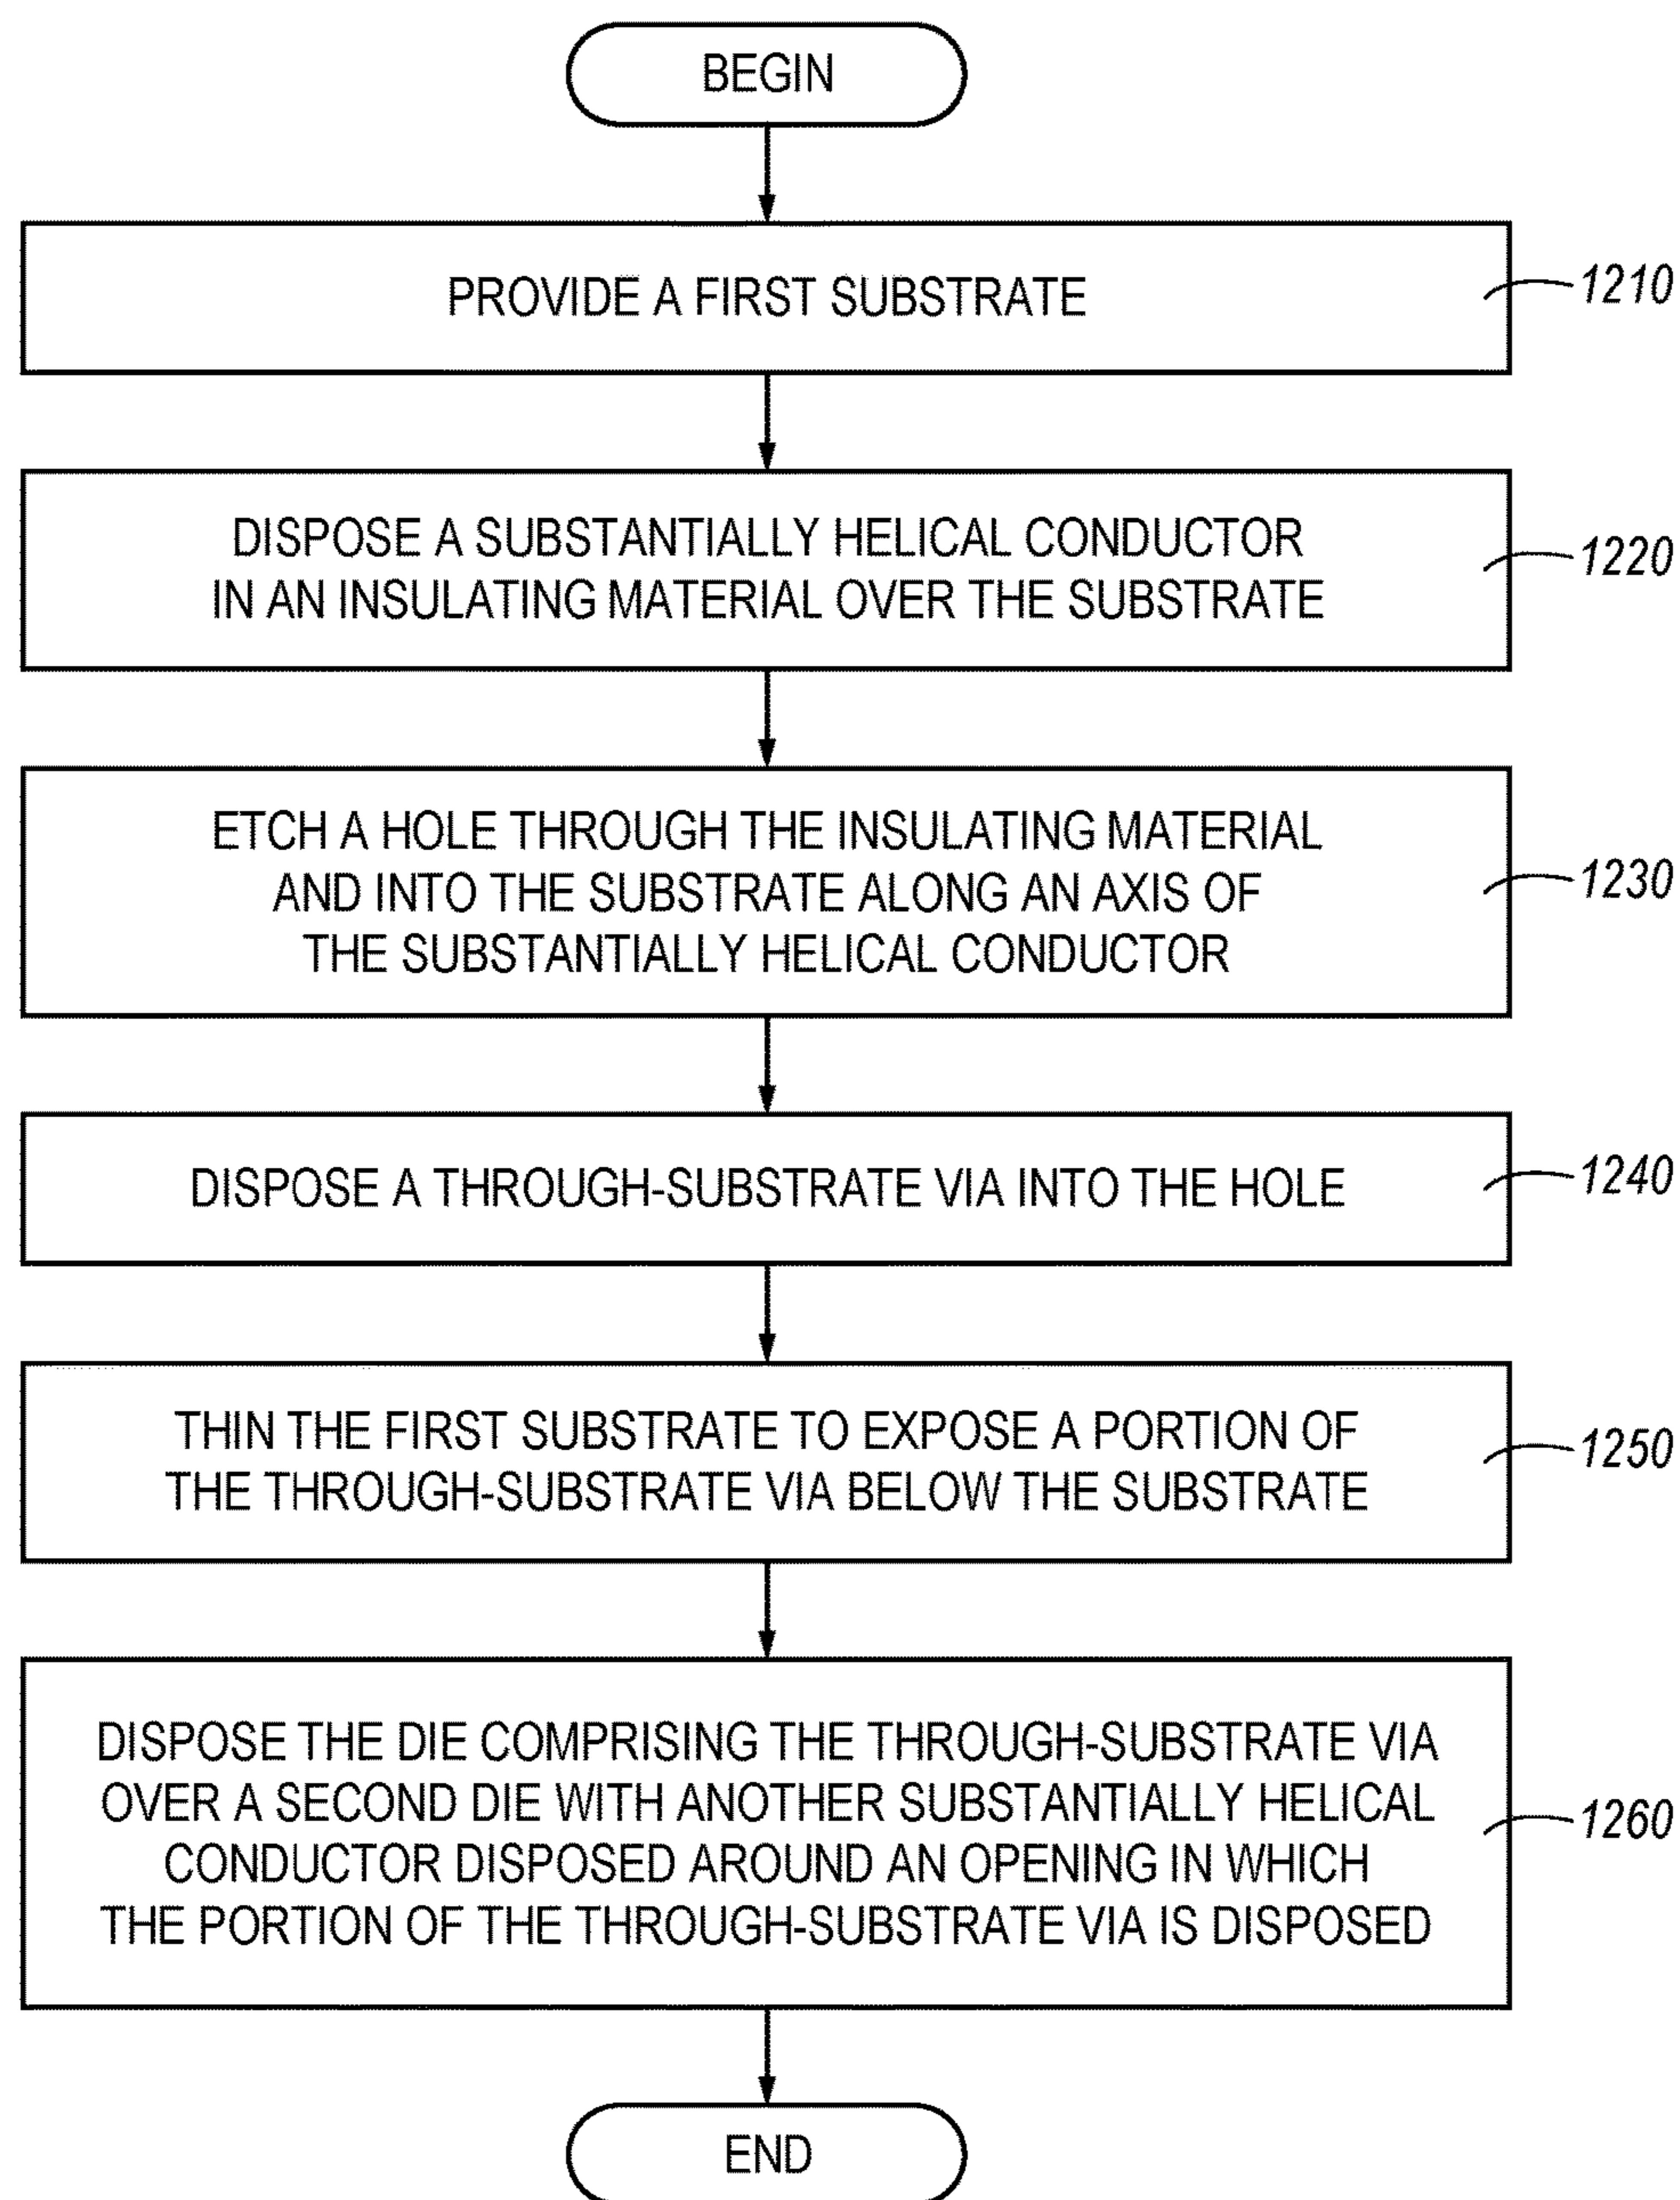 BEGIN
PROVIDE A FIRST SUBSTRATE
1210
DISPOSE A SUBSTANTIALLY HELICAL CONDUCTOR
IN AN INSULATING MATERIAL OVER THE SUBSTRATE
1220
ETCH A HOLE THROUGH THE INSULATING MATERIAL
AND INTO THE SUBSTRATE ALONG AN AXIS OF
THE SUBSTANTIALLY HELICAL CONDUCTOR
1230
DISPOSE A THROUGH-SUBSTRATE VIA INTO THE HOLE
1240
THIN THE FIRST SUBSTRATE TO EXPOSE A PORTION OF
THE THROUGH-SUBSTRATE VIA BELOW THE SUBSTRATE
1250
DISPOSE THE DIE COMPRISING THE THROUGH-SUBSTRATE VIA
OVER A SECOND DIE WITH ANOTHER SUBSTANTIALLY HELICAL
CONDUCTOR DISPOSED AROUND AN OPENING IN WHICH
THE PORTION OF THE THROUGH-SUBSTRATE VIA IS DISPOSED
1260
END